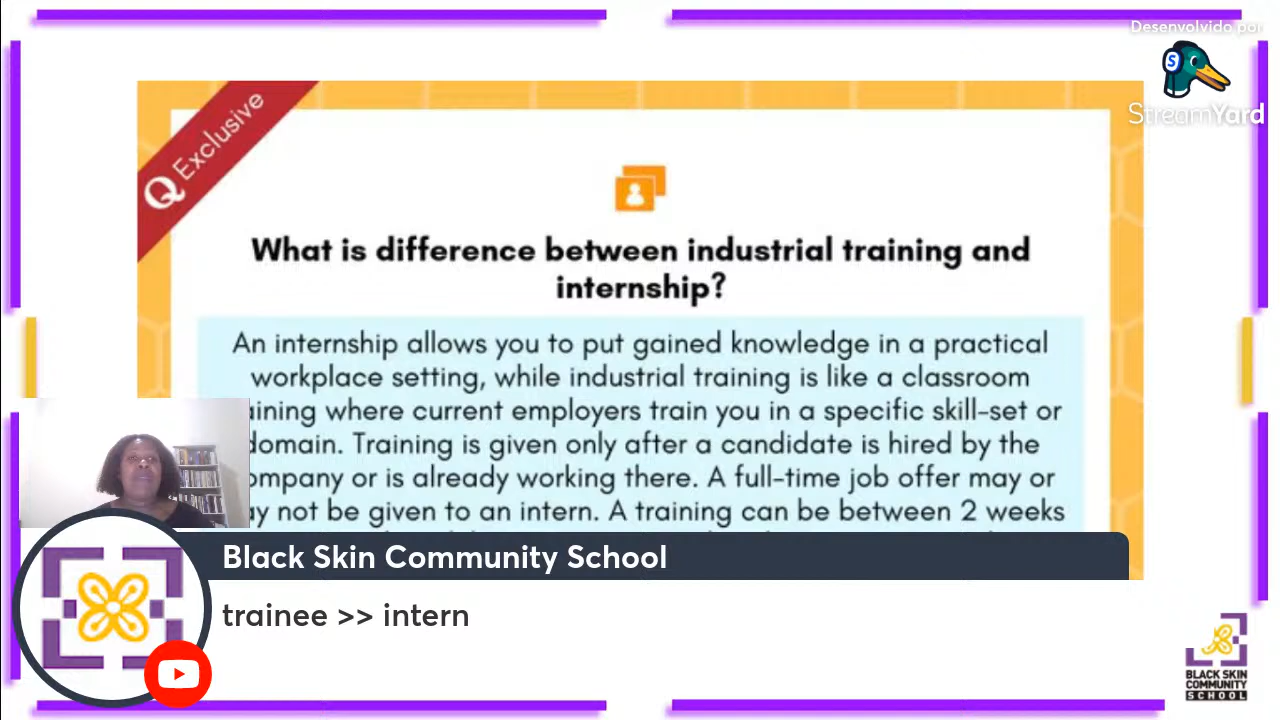 Desenvolvido por
StreamYard
Q Exclusive
What is difference between industrial training and
internship?
An internship allows you to put gained knowledge in a practical
workplace setting, while industrial training is like a classroom
aining where current employers train you in a specific skill-set or
domain. Training is given only after a candidate is hired by the
ompany or is already working there. A full-time job offer may or
ay not be given to an intern. A training can be between 2 weeks
Black Skin Community School
trainee >> intern
BLACK SKIN
COMMUNITY
SCHOOL